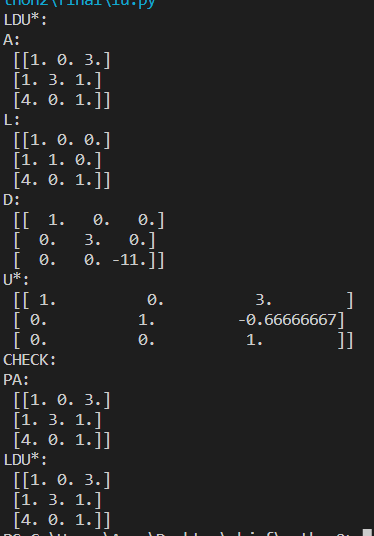 thon2\final\lu.py
LDU*:
A:
[[1. 0. 3.]
[1. 3. 1.]
[4. 0. 1.]]
L:
[[1. 0. 0.]
[1. 1. 0.]
[4. 0. 1.]]
D:
[[ 1. 0. 0.]
[ 0. 3. 0.]
[ 0. 0. -11.]]
U*:
[[ 1. 0. 3. ]
[ 0. 1. -0.66666667]
[ 0. 0. 1. ]]
CHECK:
PA:
[[1. 0. 3.]
[1. 3. 1.]
[4. 0. 1.]]
LDU*:
[[1. 0. 3.]
[1. 3. 1.]
[4. 0. 1.]]